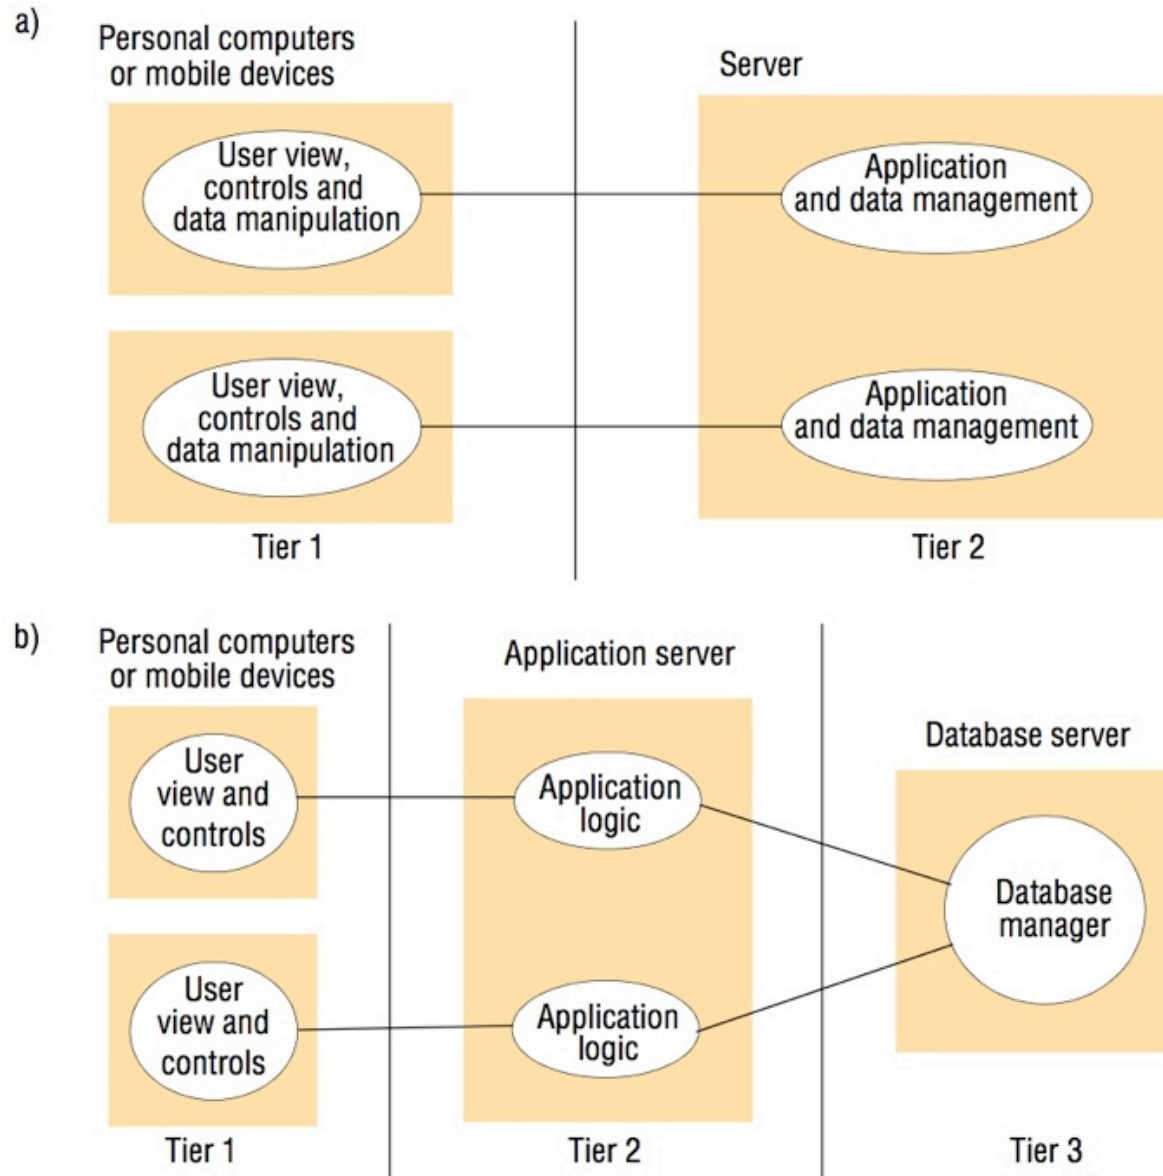 a)
Personal computers
or mobile devices
Server
User view,
controls and
data manipulation
Application
and data management
User view,
controls and
data manipulation
Application
and data management
Tier 1
Tier 2
b)
Personal computers
or mobile devices
Application server
Database server
User
view and
controls
Application
logic
Database
manager
User
view and
controls
Application
logic
Tier 1
Tier 2
Tier 3